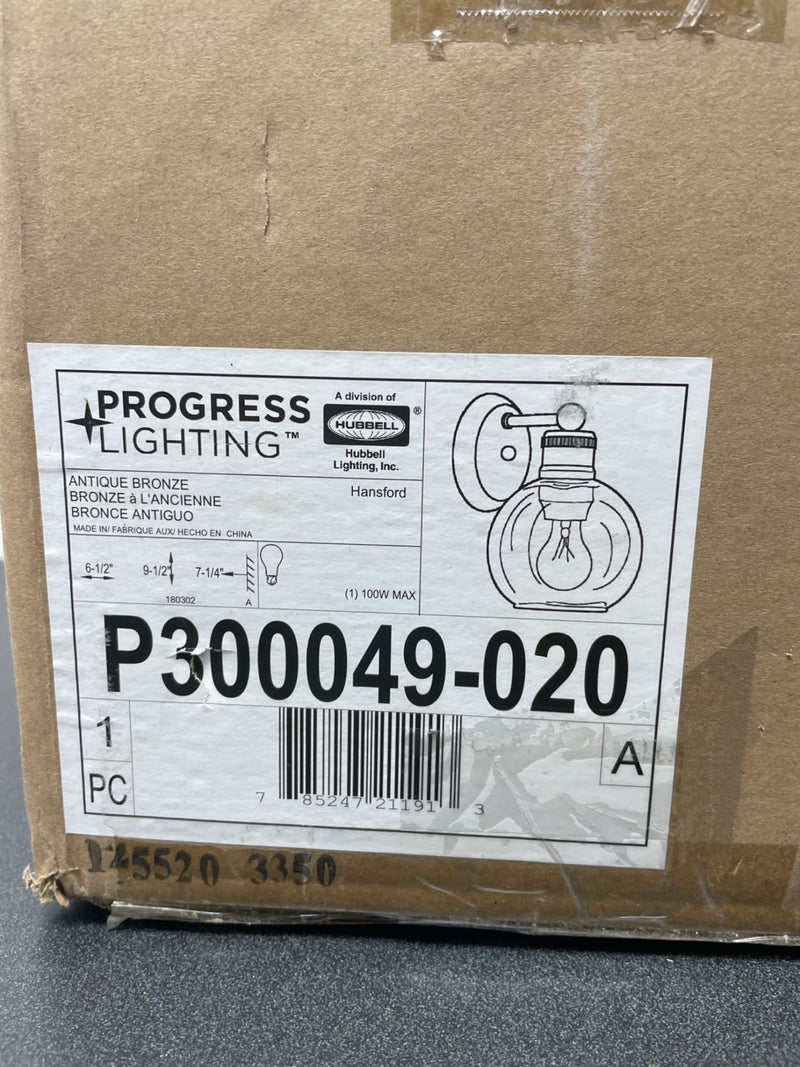 PROGRESS
LIGHTING™
A division of
HUBBELL®
Hubbell
Lighting, Inc.
ANTIQUE BRONZE
BRONZE à L'ANCIENNE
BRONCE ANTIGUO
Hansford
MADE IN/ FABRIQUE AUX/ HECHO EN CHINA
6-1/2" 9-1/2" 7-1/4"
180302 A
(1) 100W MAX
P300049-020
1
PC
A
7 85247 21191 3
125520 3350